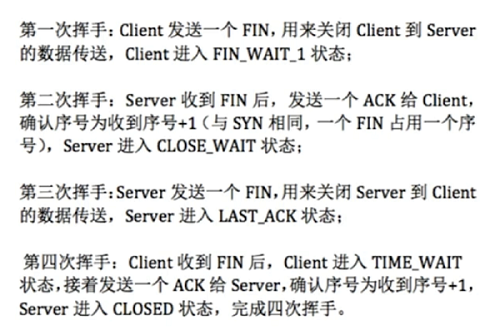 第一次挥手：Client 发送一个 FIN，用来关闭 Client 到 Server
的数据传送，Client 进入 FIN_WAIT_1 状态；
第二次挥手：Server 收到 FIN 后，发送一个 ACK 给 Client，
确认序号为收到序号+1（与 SYN 相同，一个 FIN 占用一个序
号），Server 进入 CLOSE_WAIT 状态；
第三次挥手：Server 发送一个 FIN，用来关闭 Server 到 Client
的数据传送，Server 进入 LAST_ACK 状态；
第四次挥手：Client 收到 FIN 后，Client 进入 TIME_WAIT
状态，接着发送一个 ACK 给 Server，确认序号为收到序号+1，
Server 进入 CLOSED 状态，完成四次挥手。